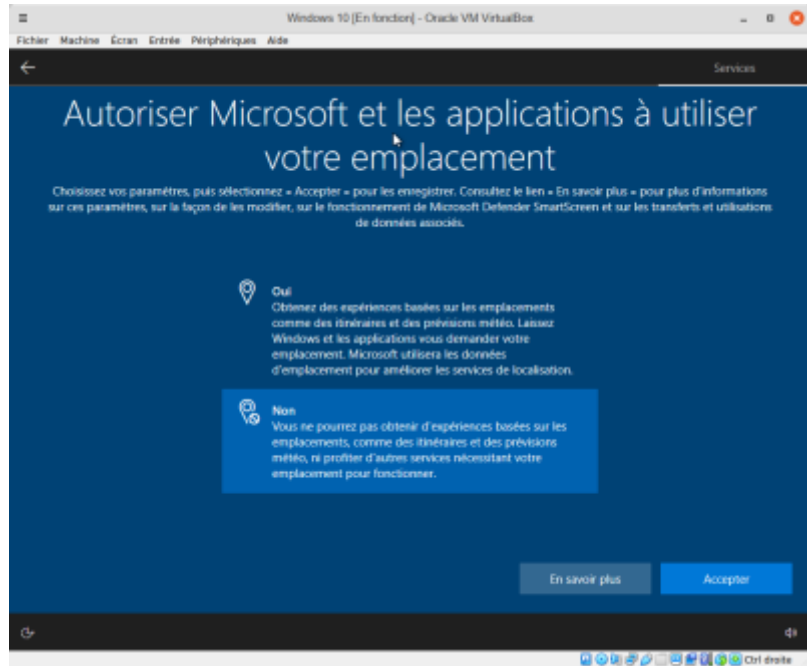 Windows 10 [En fonction] - Oracle VM VirtualBox
Fichier Machine Écran Entrée Périphériques Aide
Services
Autoriser Microsoft et les applications à utiliser
votre emplacement
Choisissez vos paramètres, puis sélectionnez « Accepter » pour les enregistrer. Consultez le lien « En savoir plus » pour plus d'informations
sur ces paramètres, sur la façon de les modifier, sur le fonctionnement de Microsoft Defender SmartScreen et sur les transferts et utilisations
de données associés.
Oui
Obtenez des expériences basées sur les emplacements
comme des itinéraires et des prévisions météo. Laissez
Windows et les applications vous demander votre
emplacement. Microsoft utilisera les données
d'emplacement pour améliorer les services de localisation.
Non
Vous ne pourrez pas obtenir d'expériences basées sur les
emplacements, comme des itinéraires et des prévisions
météo, ni profiter d'autres services nécessitant votre
emplacement pour fonctionner.
En savoir plus
Accepter
Ctrl droite